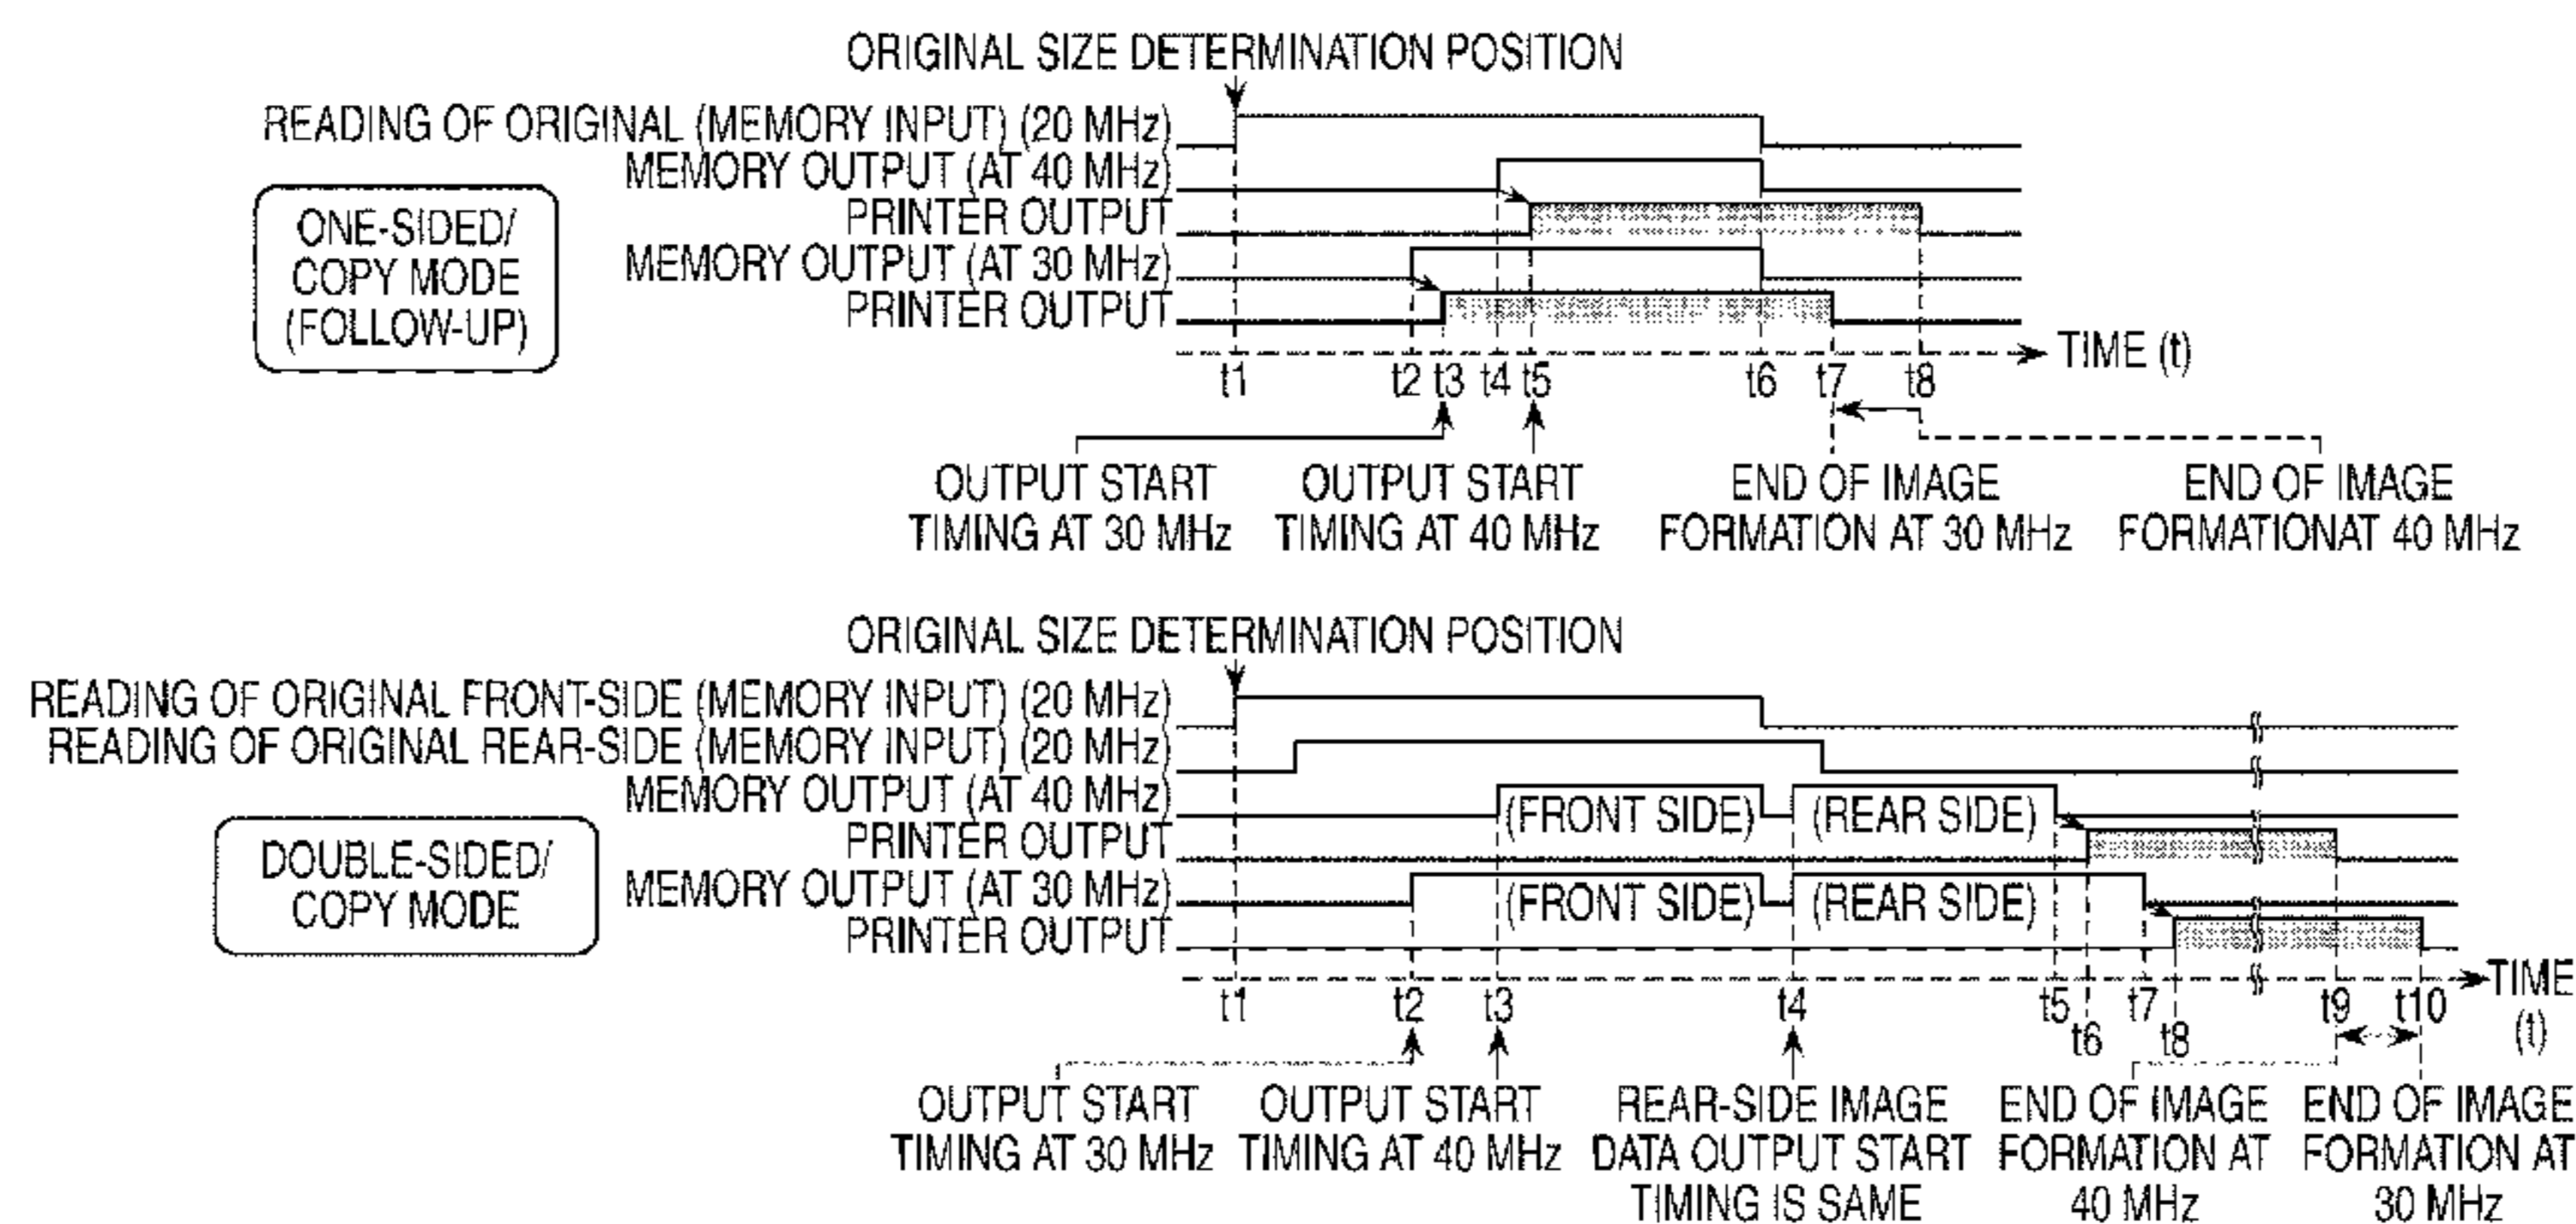 ORIGINAL SIZE DETERMINATION POSITION
READING OF ORIGINAL (MEMORY INPUT) (20 MHz)
MEMORY OUTPUT (AT 40 MHz)
PRINTER OUTPUT
MEMORY OUTPUT (AT 30 MHz)
PRINTER OUTPUT
ONE-SIDED/
COPY MODE
(FOLLOW-UP)
TIME (t)
t1 t2 t3 t4 t5 t6 t7 t8
OUTPUT START
TIMING AT 30 MHz
OUTPUT START
TIMING AT 40 MHz
END OF IMAGE
FORMATION AT 30 MHz
END OF IMAGE
FORMATIONAT 40 MHz
ORIGINAL SIZE DETERMINATION POSITION
READING OF ORIGINAL FRONT-SIDE (MEMORY INPUT) (20 MHz)
READING OF ORIGINAL REAR-SIDE (MEMORY INPUT) (20 MHz)
MEMORY OUTPUT (AT 40 MHz)
(FRONT SIDE) (REAR SIDE)
PRINTER OUTPUT
MEMORY OUTPUT (AT 30 MHz)
(FRONT SIDE) (REAR SIDE)
PRINTER OUTPUT
DOUBLE-SIDED/
COPY MODE
TIME
(t)
t1 t2 t3 t4 t5 t7 t9 t10
t6 t8
OUTPUT START
TIMING AT 30 MHz
OUTPUT START
TIMING AT 40 MHz
REAR-SIDE IMAGE
DATA OUTPUT START
TIMING IS SAME
END OF IMAGE
FORMATION AT
40 MHz
END OF IMAGE
FORMATION AT
30 MHz